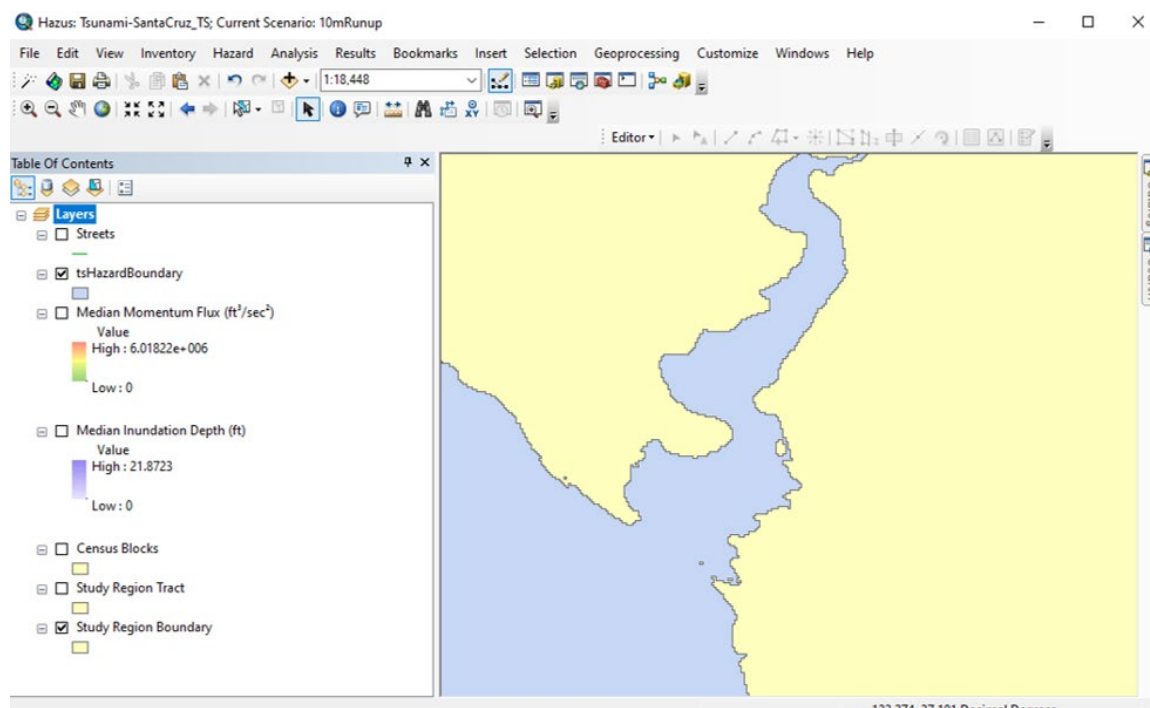 Hazus: Tsunami-SantaCruz_TS; Current Scenario: 10mRunup
File Edit View Inventory Hazard Analysis Results Bookmarks Insert Selection Geoprocessing Customize Windows Help
1:18,448
Editor
Table Of Contents
Layers
Streets
tsHazardBoundary
Median Momentum Flux (ft³/sec²)
Value
High : 6.01822e+006
Low : 0
Median Inundation Depth (ft)
Value
High : 21.8723
Low : 0
Census Blocks
Study Region Tract
Study Region Boundary